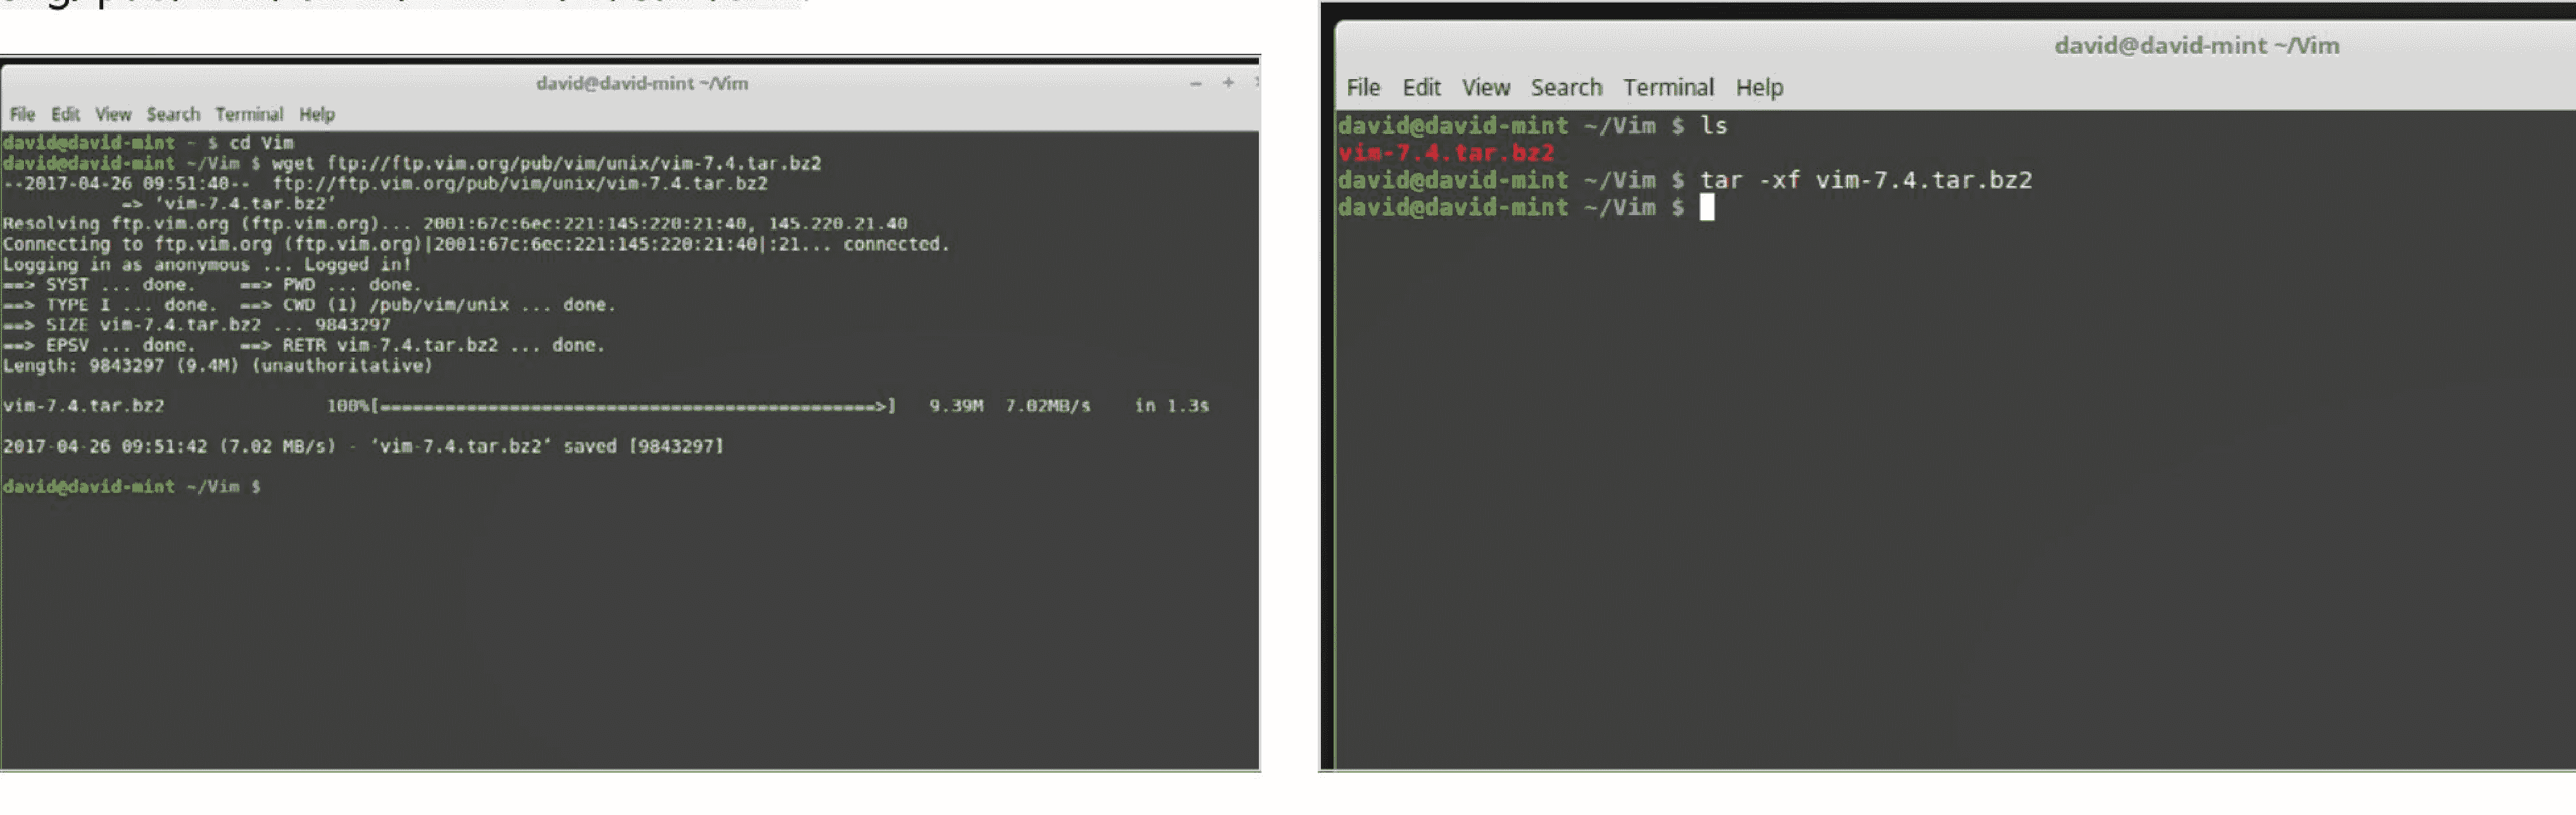 david@david-mint ~/Vim
File Edit View Search Terminal Help
david@david-mint ~ $ cd Vim
david@david-mint ~/Vim $ wget ftp://ftp.vim.org/pub/vim/unix/vim-7.4.tar.bz2
--2017-04-26 09:51:40-- ftp://ftp.vim.org/pub/vim/unix/vim-7.4.tar.bz2
=> ‘vim-7.4.tar.bz2’
Resolving ftp.vim.org (ftp.vim.org)... 2001:67c:6ec:221:145:220:21:40, 145.220.21.40
Connecting to ftp.vim.org (ftp.vim.org)|2001:67c:6ec:221:145:220:21:40|:21... connected.
Logging in as anonymous ... Logged in!
==> SYST ... done. ==> PWD ... done.
==> TYPE I ... done. ==> CWD (1) /pub/vim/unix ... done.
==> SIZE vim-7.4.tar.bz2 ... 9843297
==> EPSV ... done. ==> RETR vim-7.4.tar.bz2 ... done.
Length: 9843297 (9.4M) (unauthoritative)
vim-7.4.tar.bz2 100%[==============================================>] 9.39M 7.02MB/s in 1.3s
2017-04-26 09:51:42 (7.02 MB/s) - ‘vim-7.4.tar.bz2’ saved [9843297]
david@david-mint ~/Vim $
david@david-mint ~/Vim
File Edit View Search Terminal Help
david@david-mint ~/Vim $ ls
vim-7.4.tar.bz2
david@david-mint ~/Vim $ tar -xf vim-7.4.tar.bz2
david@david-mint ~/Vim $